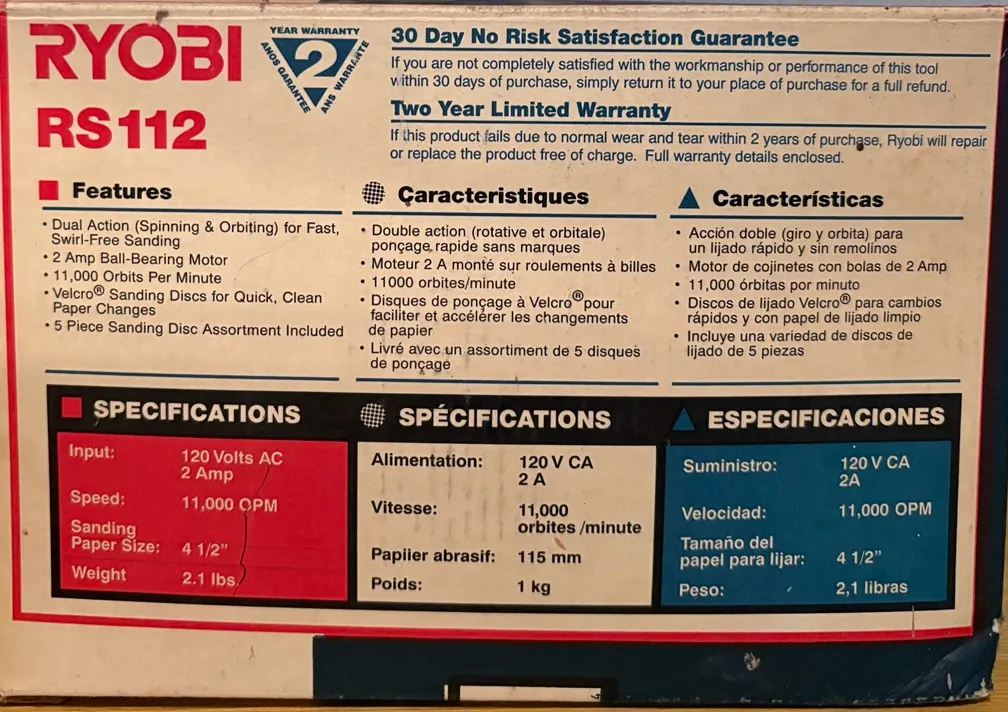 RYOBI
RS112
YEAR WARRANTY
2
AÑOS GARANTEE
ANS WARRANTE
30 Day No Risk Satisfaction Guarantee
If you are not completely satisfied with the workmanship or performance of this tool
within 30 days of purchase, simply return it to your place of purchase for a full refund.
Two Year Limited Warranty
If this product fails due to normal wear and tear within 2 years of purchase, Ryobi will repair
or replace the product free of charge. Full warranty details enclosed.
Features
• Dual Action (Spinning & Orbiting) for Fast,
Swirl-Free Sanding
• 2 Amp Ball-Bearing Motor
• 11,000 Orbits Per Minute
• Velcro® Sanding Discs for Quick, Clean
Paper Changes
• 5 Piece Sanding Disc Assortment Included
Caracteristiques
• Double action (rotative et orbitale)
ponçage rapide sans marques
• Moteur 2 A monté sur roulements à billes
• 11000 orbites/minute
• Disques de ponçage à Velcro® pour
faciliter et accélérer les changements
de papier
• Livré avec un assortiment de 5 disques
de ponçage
Características
• Acción doble (giro y orbita) para
un lijado rápido y sin remolinos
• Motor de cojinetes con bolas de 2 Amp
• 11,000 órbitas por minuto
• Discos de lijado Velcro® para cambios
rápidos y con papel de lijado limpio
• Incluye una variedad de discos de
lijado de 5 piezas
SPECIFICATIONS
Input: 120 Volts AC
2 Amp
Speed: 11,000 OPM
Sanding
Paper Size: 4 1/2"
Weight 2.1 lbs.
SPÉCIFICATIONS
Alimentation: 120 V CA
2 A
Vitesse: 11,000
orbites /minute
Papiier abrasif: 115 mm
Poids: 1 kg
ESPECIFICACIONES
Suministro: 120 V CA
2A
Velocidad: 11,000 OPM
Tamaño del
papel para lijar: 4 1/2"
Peso: 2,1 libras